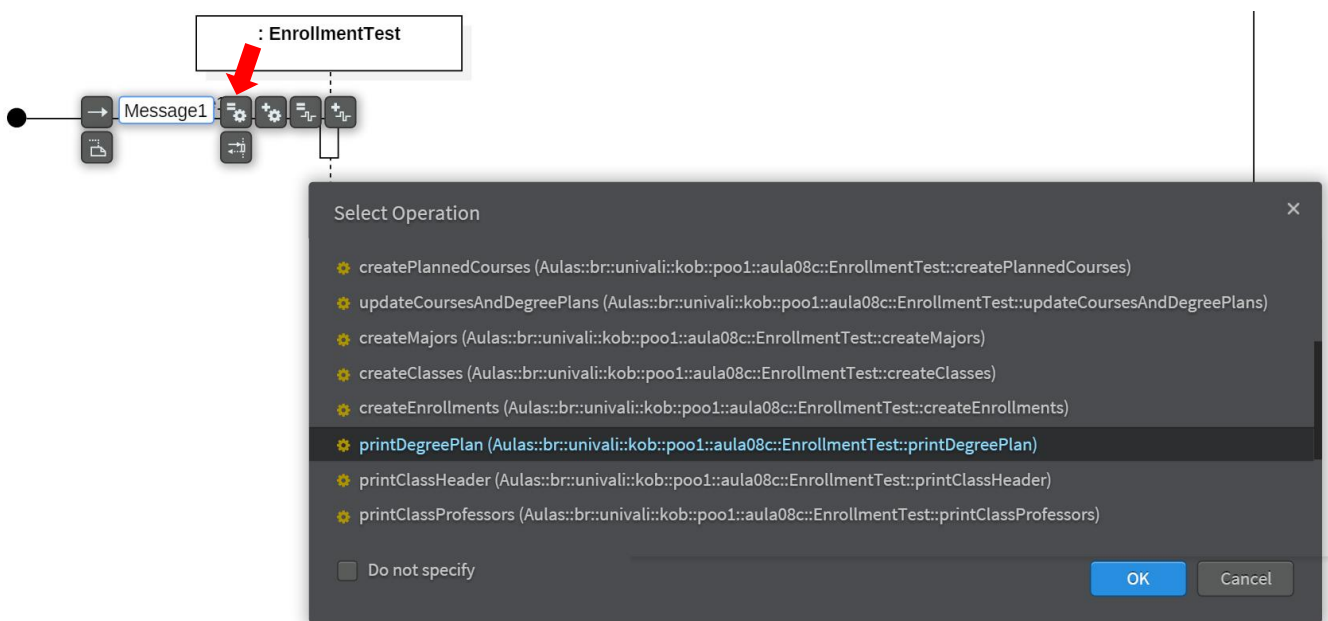 : EnrollmentTest
Message1
Select Operation
createPlannedCourses (Aulas::br::univali::kob::poo1::aula08c::EnrollmentTest::createPlannedCourses)
updateCoursesAndDegreePlans (Aulas::br::univali::kob::poo1::aula08c::EnrollmentTest::updateCoursesAndDegreePlans)
createMajors (Aulas::br::univali::kob::poo1::aula08c::EnrollmentTest::createMajors)
createClasses (Aulas::br::univali::kob::poo1::aula08c::EnrollmentTest::createClasses)
createEnrollments (Aulas::br::univali::kob::poo1::aula08c::EnrollmentTest::createEnrollments)
printDegreePlan (Aulas::br::univali::kob::poo1::aula08c::EnrollmentTest::printDegreePlan)
printClassHeader (Aulas::br::univali::kob::poo1::aula08c::EnrollmentTest::printClassHeader)
printClassProfessors (Aulas::br::univali::kob::poo1::aula08c::EnrollmentTest::printClassProfessors)
Do not specify
OK
Cancel